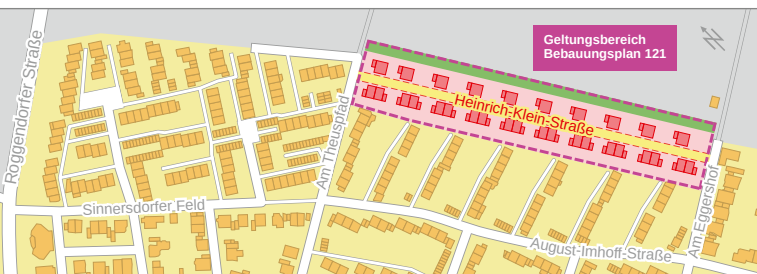 Geltungsbereich
Bebauungsplan 121
Roggendorfer Straße
Heinrich-Klein-Straße
Am Theuspfad
Sinnersdorfer Feld
Am Eggershof
August-Imhoff-Straße